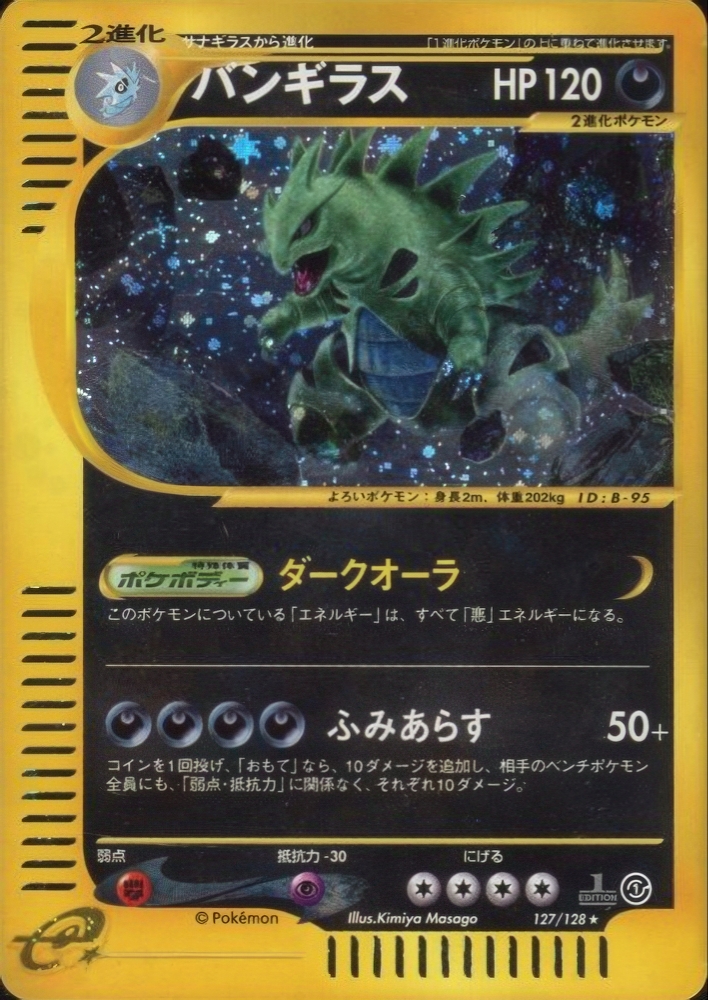 2進化 サナギラスから進化 「1進化ポケモン」の上に重ねて進化させます。
バンギラス HP120
2進化ポケモン
よろいポケモン：身長2m、体重202kg ID：B-95
特殊体質
ポケボディー ダークオーラ
このポケモンについている「エネルギー」は、すべて「悪」エネルギーになる。
ふみあらす 50+
コインを1回投げ、「おもて」なら、10ダメージを追加し、相手のベンチポケモン
全員にも、「弱点・抵抗力」に関係なく、それぞれ10ダメージ。
弱点 抵抗力 -30 にげる
1 EDITION 1
© Pokémon Illus.Kimiya Masago 127/128 ★
e